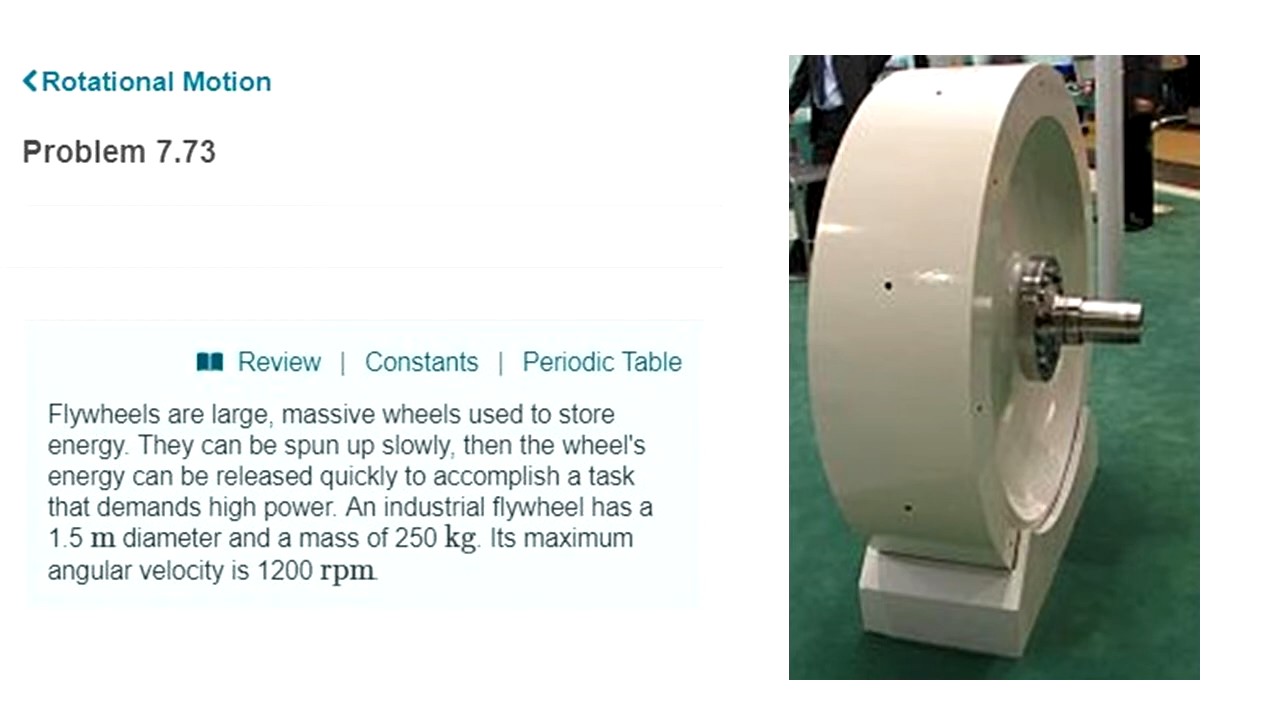 Rotational Motion
Problem 7.73
Review | Constants | Periodic Table
Flywheels are large, massive wheels used to store
energy. They can be spun up slowly, then the wheel's
energy can be released quickly to accomplish a task
that demands high power. An industrial flywheel has a
1.5 m diameter and a mass of 250 kg. Its maximum
angular velocity is 1200 rpm